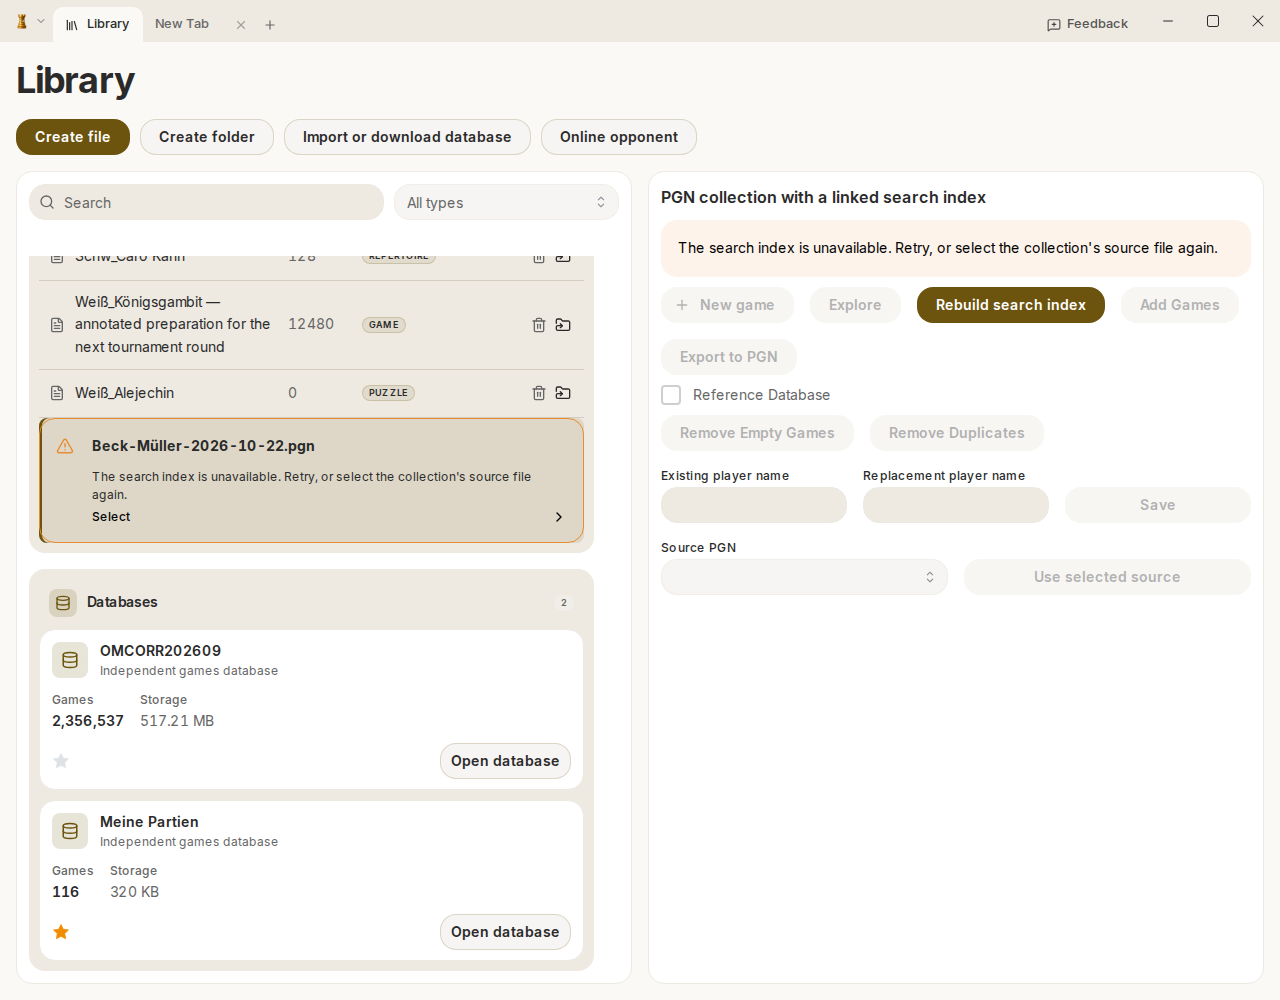 Library
New Tab
Feedback
Library
Create file
Create folder
Import or download database
Online opponent
Search
All types
Schw_Caro Kann
128
REPERTOIRE
Weiß_Königsgambit —
annotated preparation for the
next tournament round
12480
GAME
Weiß_Alejechin
0
PUZZLE
Beck-Müller-2026-10-22.pgn
The search index is unavailable. Retry, or select the collection's source file
again.
Select
Databases
2
OMCORR202609
Independent games database
Games
Storage
2,356,537
517.21 MB
Open database
Meine Partien
Independent games database
Games
Storage
116
320 KB
Open database
PGN collection with a linked search index
The search index is unavailable. Retry, or select the collection's source file again.
New game
Explore
Rebuild search index
Add Games
Export to PGN
Reference Database
Remove Empty Games
Remove Duplicates
Existing player name
Replacement player name
Save
Source PGN
Use selected source